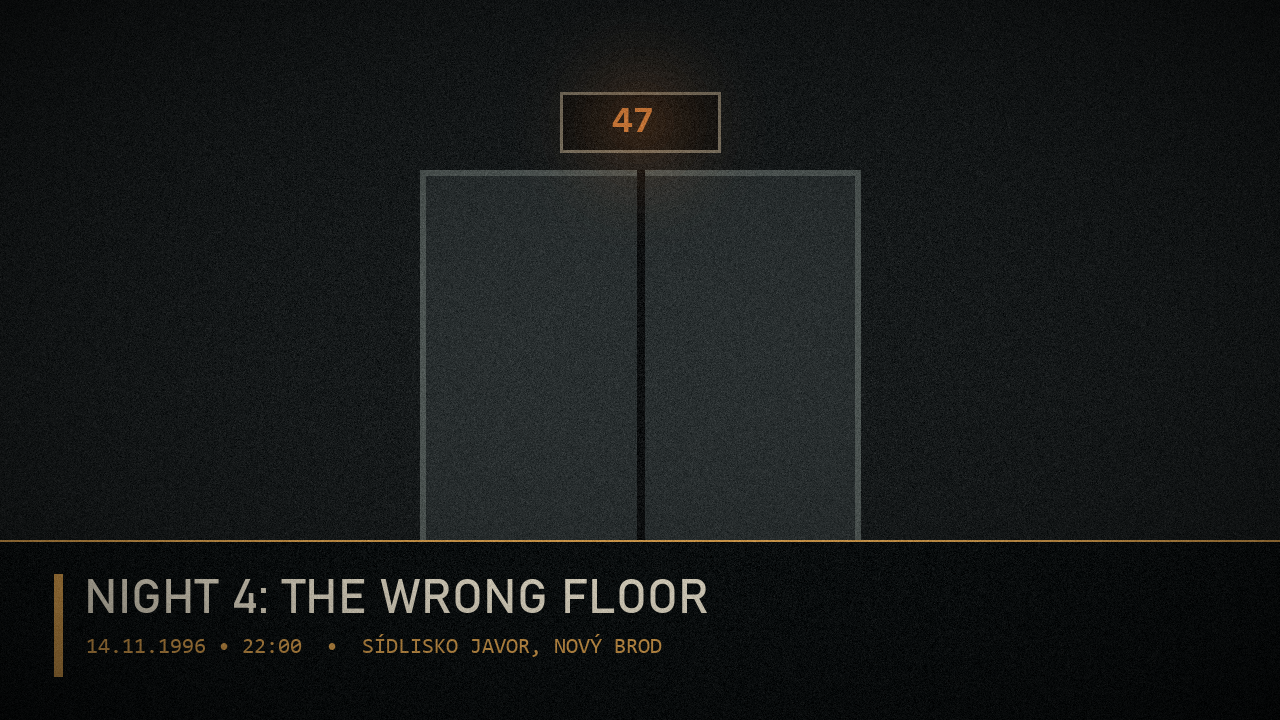 47
NIGHT 4: THE WRONG FLOOR
14.11.1996 • 22:00 • SÍDLISKO JAVOR, NOVÝ BROD